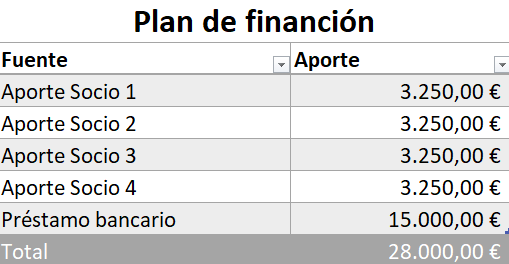 Plan de financión
Fuente Aporte
Aporte Socio 1 3.250,00 €
Aporte Socio 2 3.250,00 €
Aporte Socio 3 3.250,00 €
Aporte Socio 4 3.250,00 €
Préstamo bancario 15.000,00 €
Total 28.000,00 €